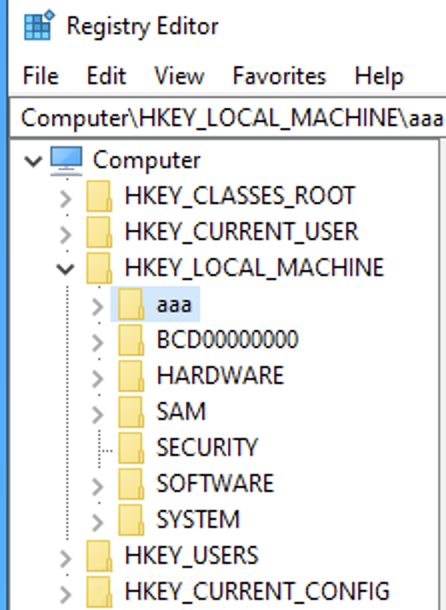 Registry Editor
File Edit View Favorites Help
Computer\HKEY_LOCAL_MACHINE\aaa
Computer
HKEY_CLASSES_ROOT
HKEY_CURRENT_USER
HKEY_LOCAL_MACHINE
aaa
BCD00000000
HARDWARE
SAM
SECURITY
SOFTWARE
SYSTEM
HKEY_USERS
HKEY_CURRENT_CONFIG